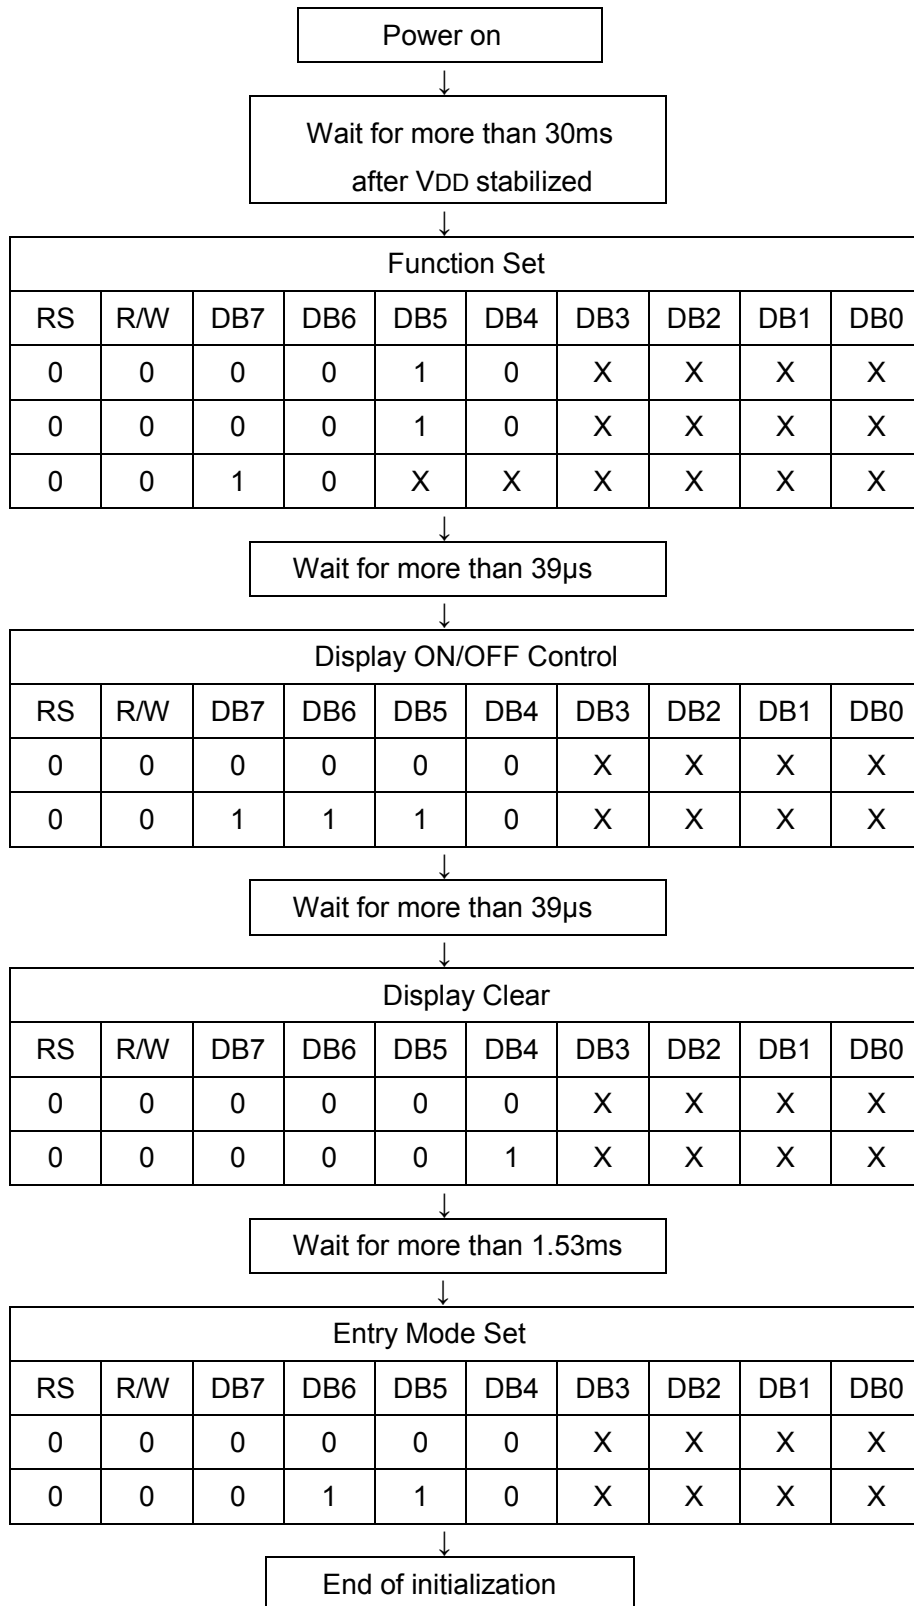 Power on
↓
Wait for more than 30ms
after VDD stabilized
↓
Function Set
RS R/W DB7 DB6 DB5 DB4 DB3 DB2 DB1 DB0
0 0 0 0 1 0 X X X X
0 0 0 0 1 0 X X X X
0 0 1 0 X X X X X X
↓
Wait for more than 39µs
↓
Display ON/OFF Control
RS R/W DB7 DB6 DB5 DB4 DB3 DB2 DB1 DB0
0 0 0 0 0 0 X X X X
0 0 1 1 1 0 X X X X
↓
Wait for more than 39µs
↓
Display Clear
RS R/W DB7 DB6 DB5 DB4 DB3 DB2 DB1 DB0
0 0 0 0 0 0 X X X X
0 0 0 0 0 1 X X X X
↓
Wait for more than 1.53ms
↓
Entry Mode Set
RS R/W DB7 DB6 DB5 DB4 DB3 DB2 DB1 DB0
0 0 0 0 0 0 X X X X
0 0 0 1 1 0 X X X X
↓
End of initialization